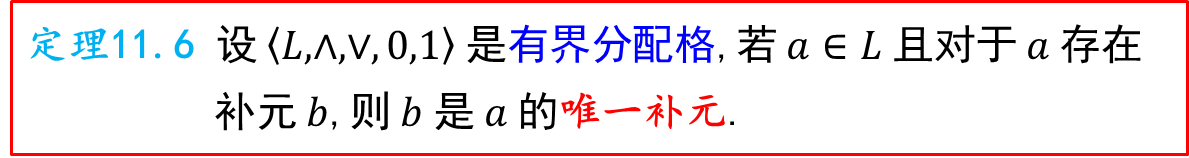 定理11.6 设 ⟨L,∧,∨,0,1⟩ 是有界分配格, 若 a ∈ L 且对于 a 存在
补元 b, 则 b 是 a 的唯一补元.